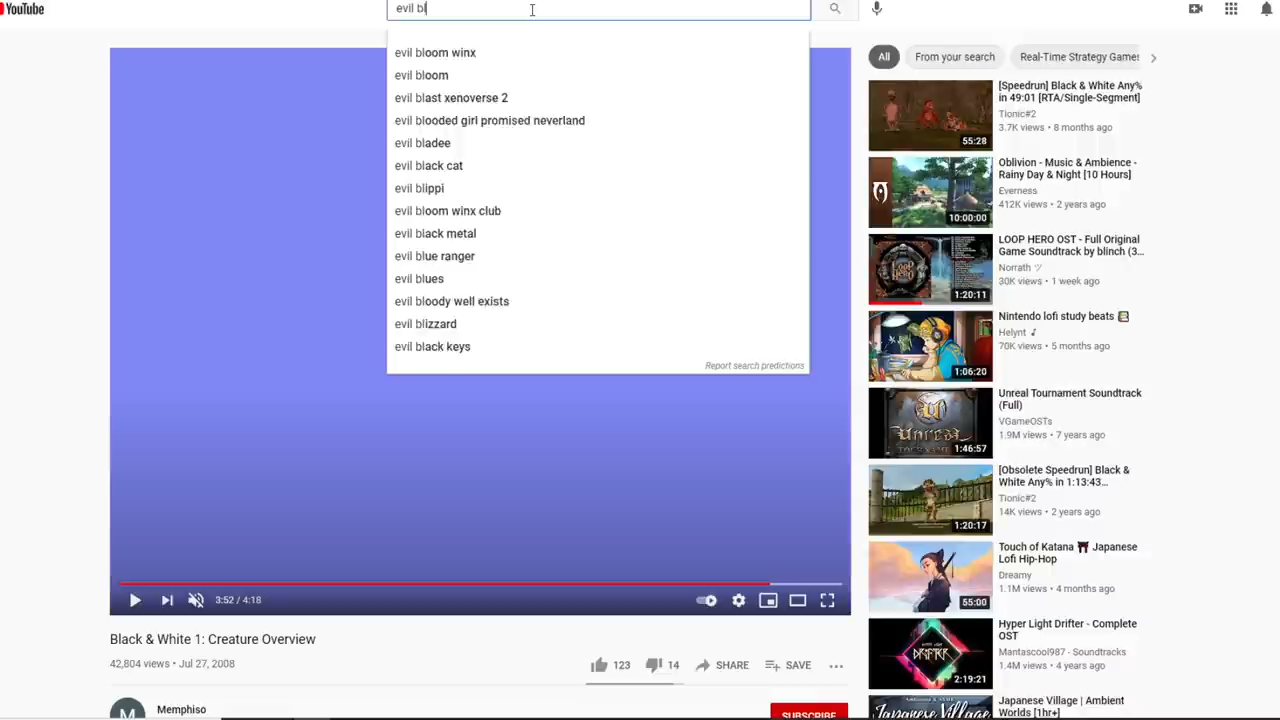 YouTube
evil bl
evil bloom winx
evil bloom
evil blast xenoverse 2
evil blooded girl promised neverland
evil bladee
evil black cat
evil blippi
evil bloom winx club
evil black metal
evil blue ranger
evil blues
evil bloody well exists
evil blizzard
evil black keys
Report search predictions
3:52 / 4:18
Black & White 1: Creature Overview
42,804 views • Jul 27, 2008
123
14
SHARE
SAVE
M
Memphiso
SUBSCRIBE
All
From your search
Real-Time Strategy Games
[Speedrun] Black & White Any%
in 49:01 [RTA/Single-Segment]
Tionic#2
3.7K views • 8 months ago
55:28
Oblivion - Music & Ambience -
Rainy Day & Night [10 Hours]
Everness
412K views • 2 years ago
10:00:00
LOOP HERO OST - Full Original
Game Soundtrack by blinch (3...
Norrath ツ
30K views • 1 week ago
LOOP
HERO
1:20:11
Nintendo lofi study beats
Helynt
70K views • 5 months ago
1:06:20
Unreal Tournament Soundtrack
(Full)
VGameOSTs
1.9M views • 7 years ago
Unreal
1:46:57
[Obsolete Speedrun] Black &
White Any% in 1:13:43...
Tionic#2
14K views • 2 years ago
1:20:17
Touch of Katana ⛩ Japanese
Lofi Hip-Hop
Dreamy
1.1M views • 4 months ago
55:00
Hyper Light Drifter - Complete
OST
Mantascool987 - Soundtracks
1.4M views • 4 years ago
DRIFTER
2:19:21
Japanese Village | Ambient
Worlds [1hr+]
Japanese Village